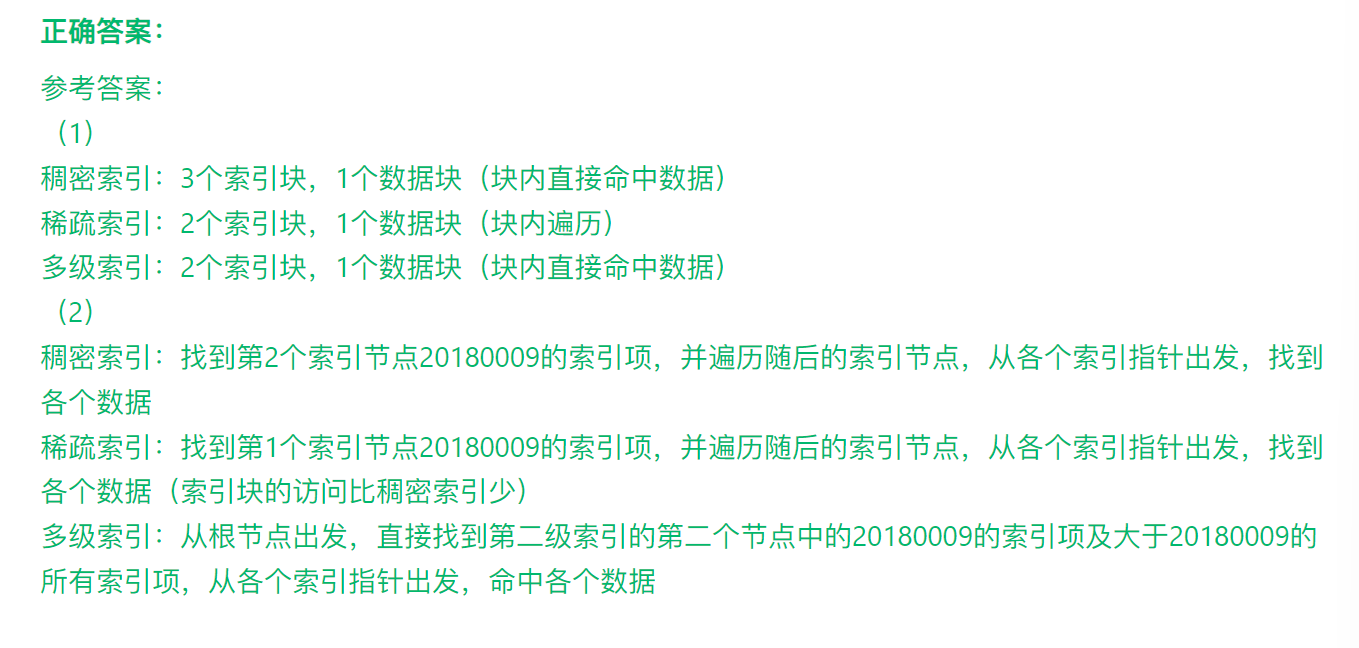 正确答案：
参考答案：
（1）
稠密索引：3个索引块，1个数据块（块内直接命中数据）
稀疏索引：2个索引块，1个数据块（块内遍历）
多级索引：2个索引块，1个数据块（块内直接命中数据）
（2）
稠密索引：找到第2个索引节点20180009的索引项，并遍历随后的索引节点，从各个索引指针出发，找到
各个数据
稀疏索引：找到第1个索引节点20180009的索引项，并遍历随后的索引节点，从各个索引指针出发，找到
各个数据（索引块的访问比稠密索引少）
多级索引：从根节点出发，直接找到第二级索引的第二个节点中的20180009的索引项及大于20180009的
所有索引项，从各个索引指针出发，命中各个数据